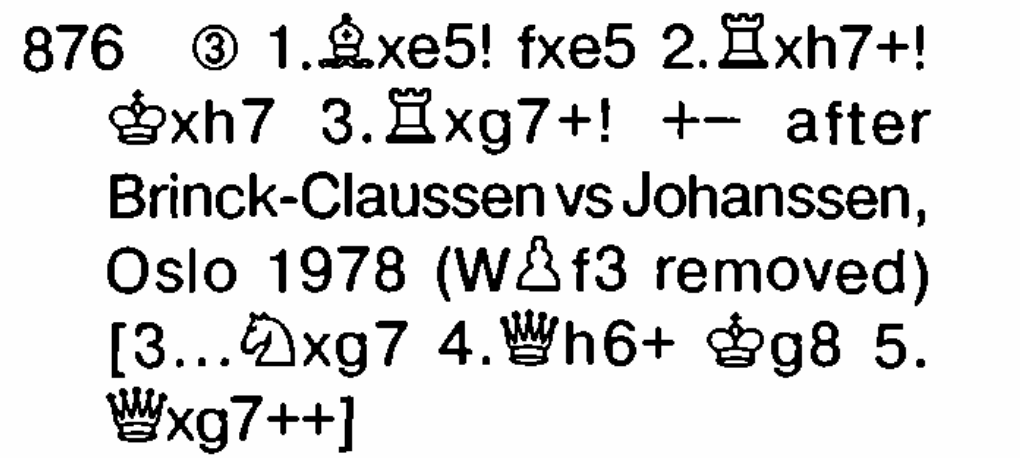 876 ③ 1.♗xe5! fxe5 2.♖xh7+!
♔xh7 3.♖xg7+! +− after
Brinck-Claussen vs Johanssen,
Oslo 1978 (W♙f3 removed)
[3...♘xg7 4.♕h6+ ♔g8 5.
♕xg7++]